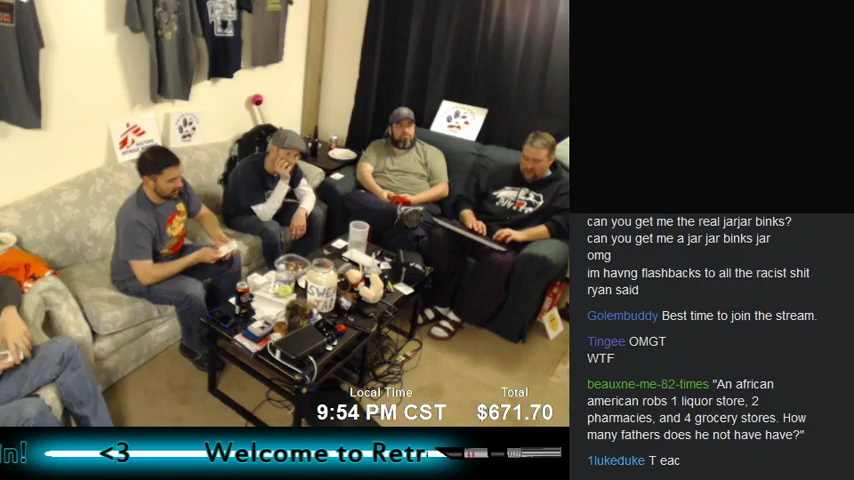 SWEAR
JAR
Local Time
Total
9:54 PM CST
$671.70
in!
<3
Welcome to Retr
can you get me the real jarjar binks?
can you get me a jar jar binks jar
omg
im havng flashbacks to all the racist shit
ryan said
Golembuddy Best time to join the stream.
Tingee OMGT
WTF
beauxne-me-82-times "An african
american robs 1 liquor store, 2
pharmacies, and 4 grocery stores. How
many fathers does he not have have?"
1lukeduke T eac